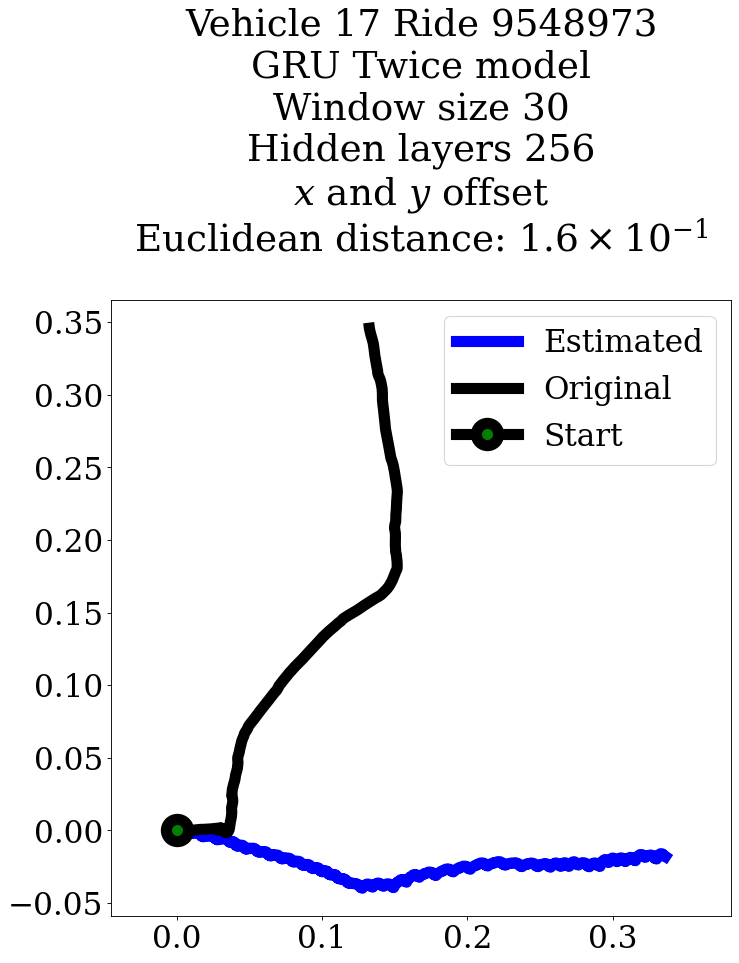 Vehicle 17 Ride 9548973
GRU Twice model
Window size 30
Hidden layers 256
x and y offset
Euclidean distance: 1.6 × 10⁻¹
0.35
0.30
0.25
0.20
0.15
0.10
0.05
0.00
−0.05
Estimated
Original
Start
0.0 0.1 0.2 0.3